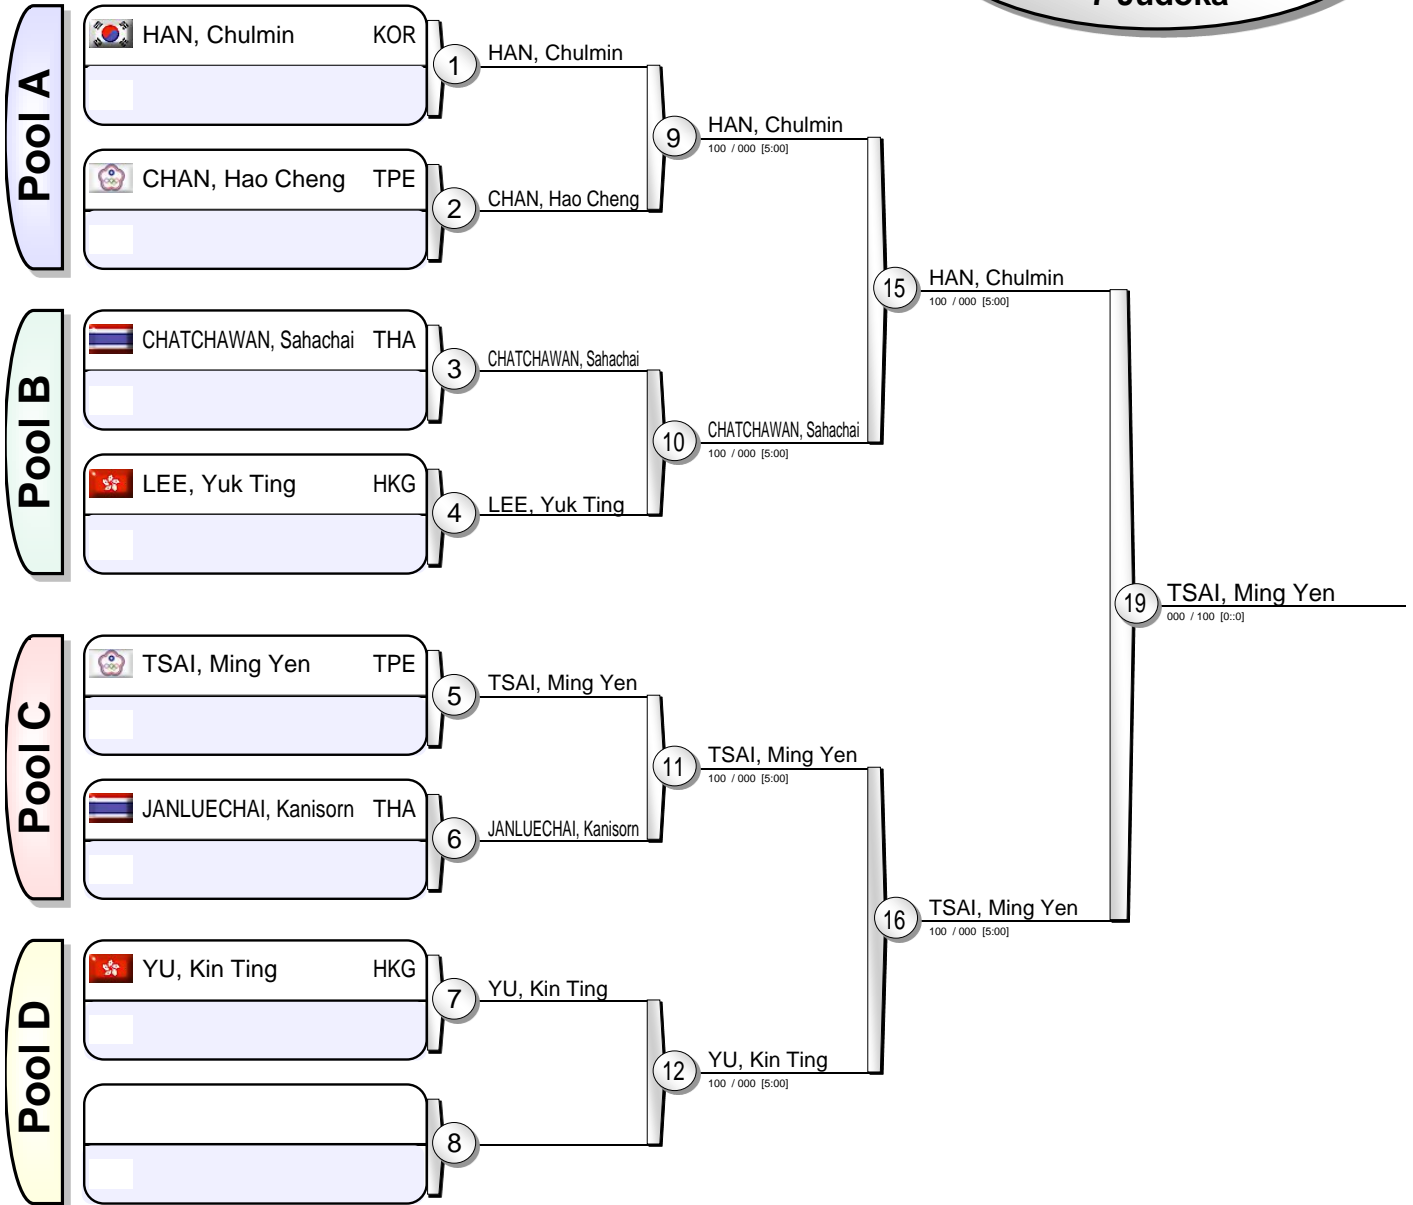 7 Judoka
Pool A
HAN, Chulmin KOR
1
HAN, Chulmin
CHAN, Hao Cheng TPE
2
CHAN, Hao Cheng
9
HAN, Chulmin
100 / 000 [5:00]
Pool B
CHATCHAWAN, Sahachai THA
3
CHATCHAWAN, Sahachai
LEE, Yuk Ting HKG
4
LEE, Yuk Ting
10
CHATCHAWAN, Sahachai
100 / 000 [5:00]
15
HAN, Chulmin
100 / 000 [5:00]
Pool C
TSAI, Ming Yen TPE
5
TSAI, Ming Yen
JANLUECHAI, Kanisorn THA
6
JANLUECHAI, Kanisorn
11
TSAI, Ming Yen
100 / 000 [5:00]
Pool D
YU, Kin Ting HKG
7
YU, Kin Ting
8
12
YU, Kin Ting
100 / 000 [5:00]
16
TSAI, Ming Yen
100 / 000 [5:00]
19
TSAI, Ming Yen
000 / 100 [0::0]